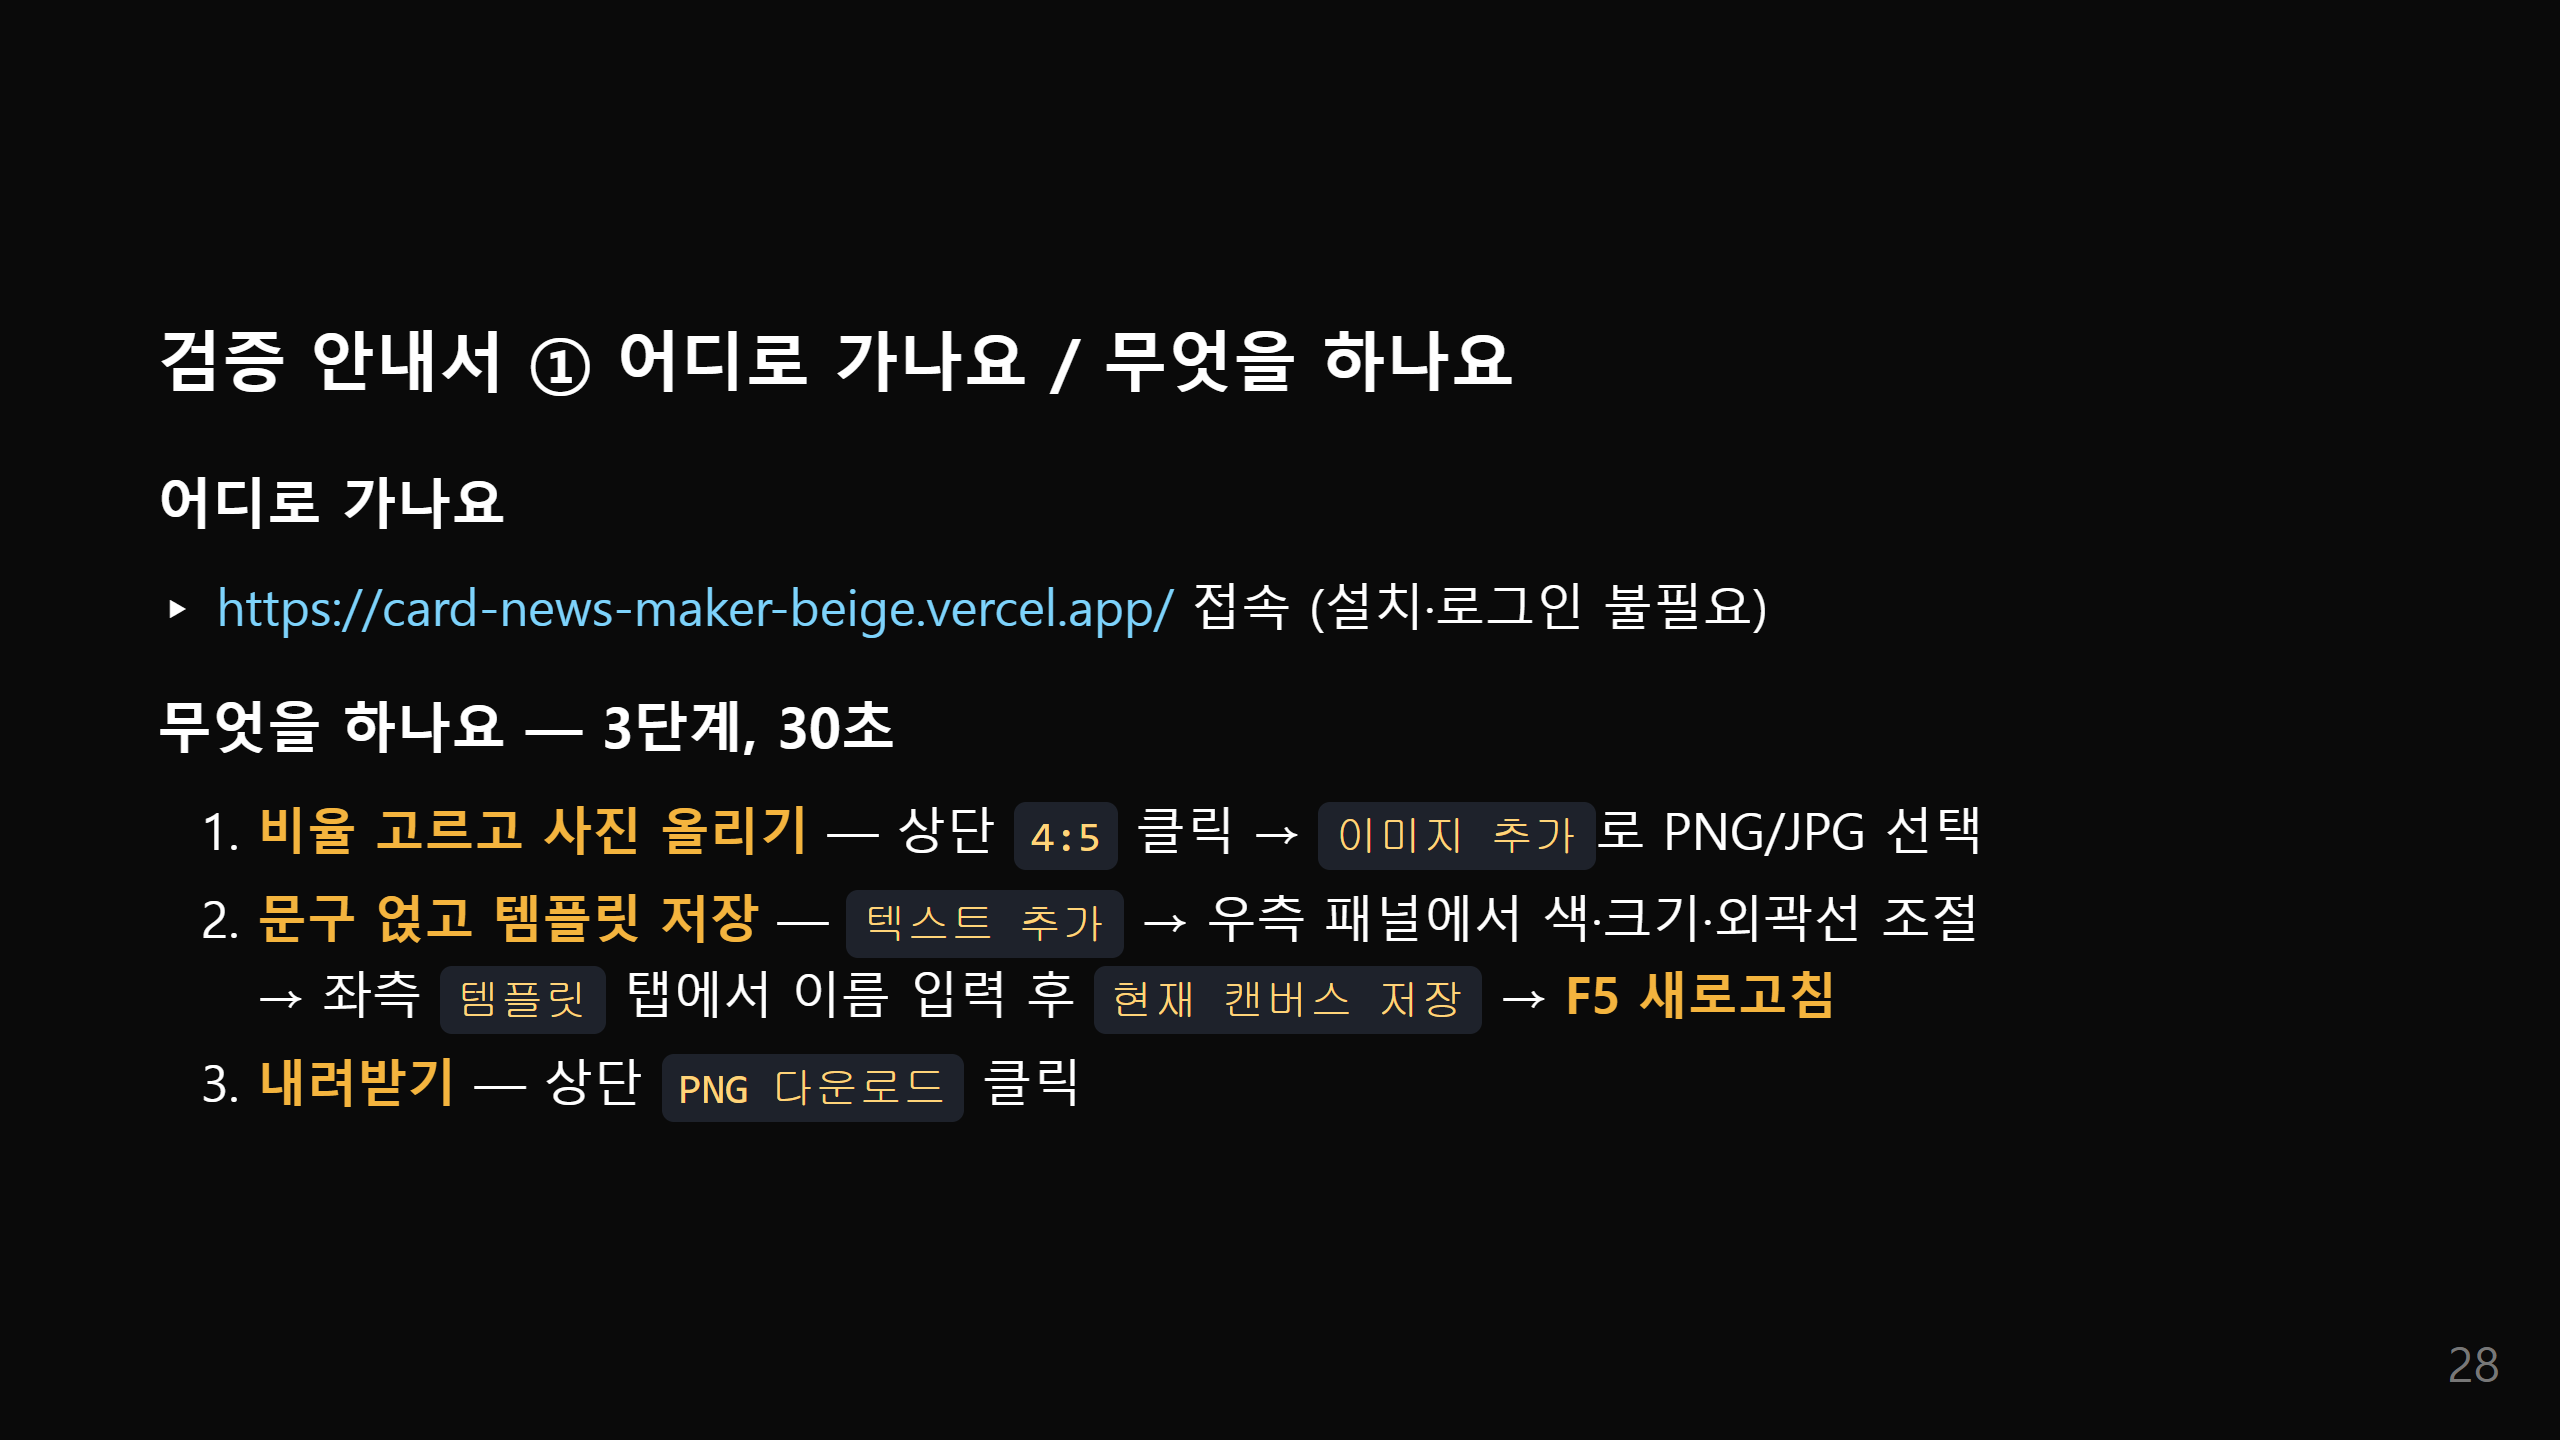 검증 안내서 ① 어디로 가나요 / 무엇을 하나요
어디로 가나요
▸ https://card-news-maker-beige.vercel.app/ 접속 (설치·로그인 불필요)
무엇을 하나요 — 3단계, 30초
1. 비율 고르고 사진 올리기 — 상단 4:5 클릭 → 이미지 추가로 PNG/JPG 선택
2. 문구 얹고 템플릿 저장 — 텍스트 추가 → 우측 패널에서 색·크기·외곽선 조절
→ 좌측 템플릿 탭에서 이름 입력 후 현재 캔버스 저장 → F5 새로고침
3. 내려받기 — 상단 PNG 다운로드 클릭
28